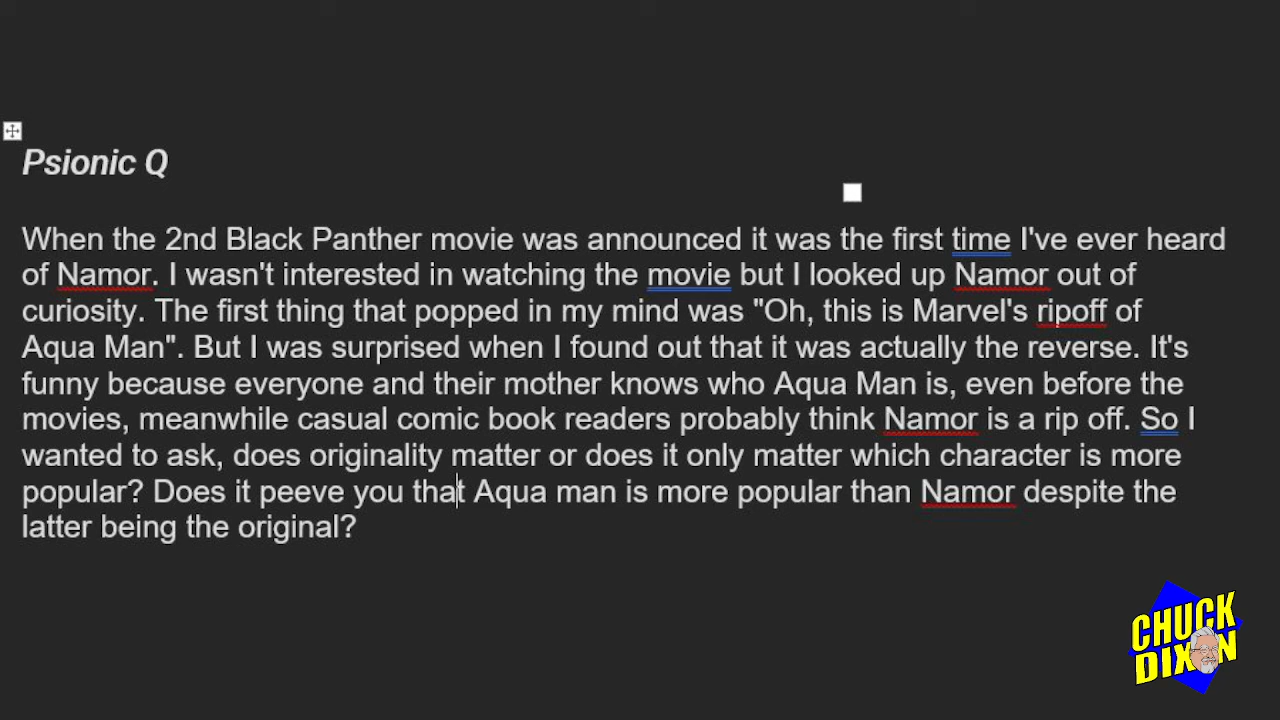 Psionic Q
When the 2nd Black Panther movie was announced it was the first time I've ever heard
of Namor. I wasn't interested in watching the movie but I looked up Namor out of
curiosity. The first thing that popped in my mind was "Oh, this is Marvel's ripoff of
Aqua Man". But I was surprised when I found out that it was actually the reverse. It's
funny because everyone and their mother knows who Aqua Man is, even before the
movies, meanwhile casual comic book readers probably think Namor is a rip off. So I
wanted to ask, does originality matter or does it only matter which character is more
popular? Does it peeve you that Aqua man is more popular than Namor despite the
latter being the original?
CHUCK
DIXON